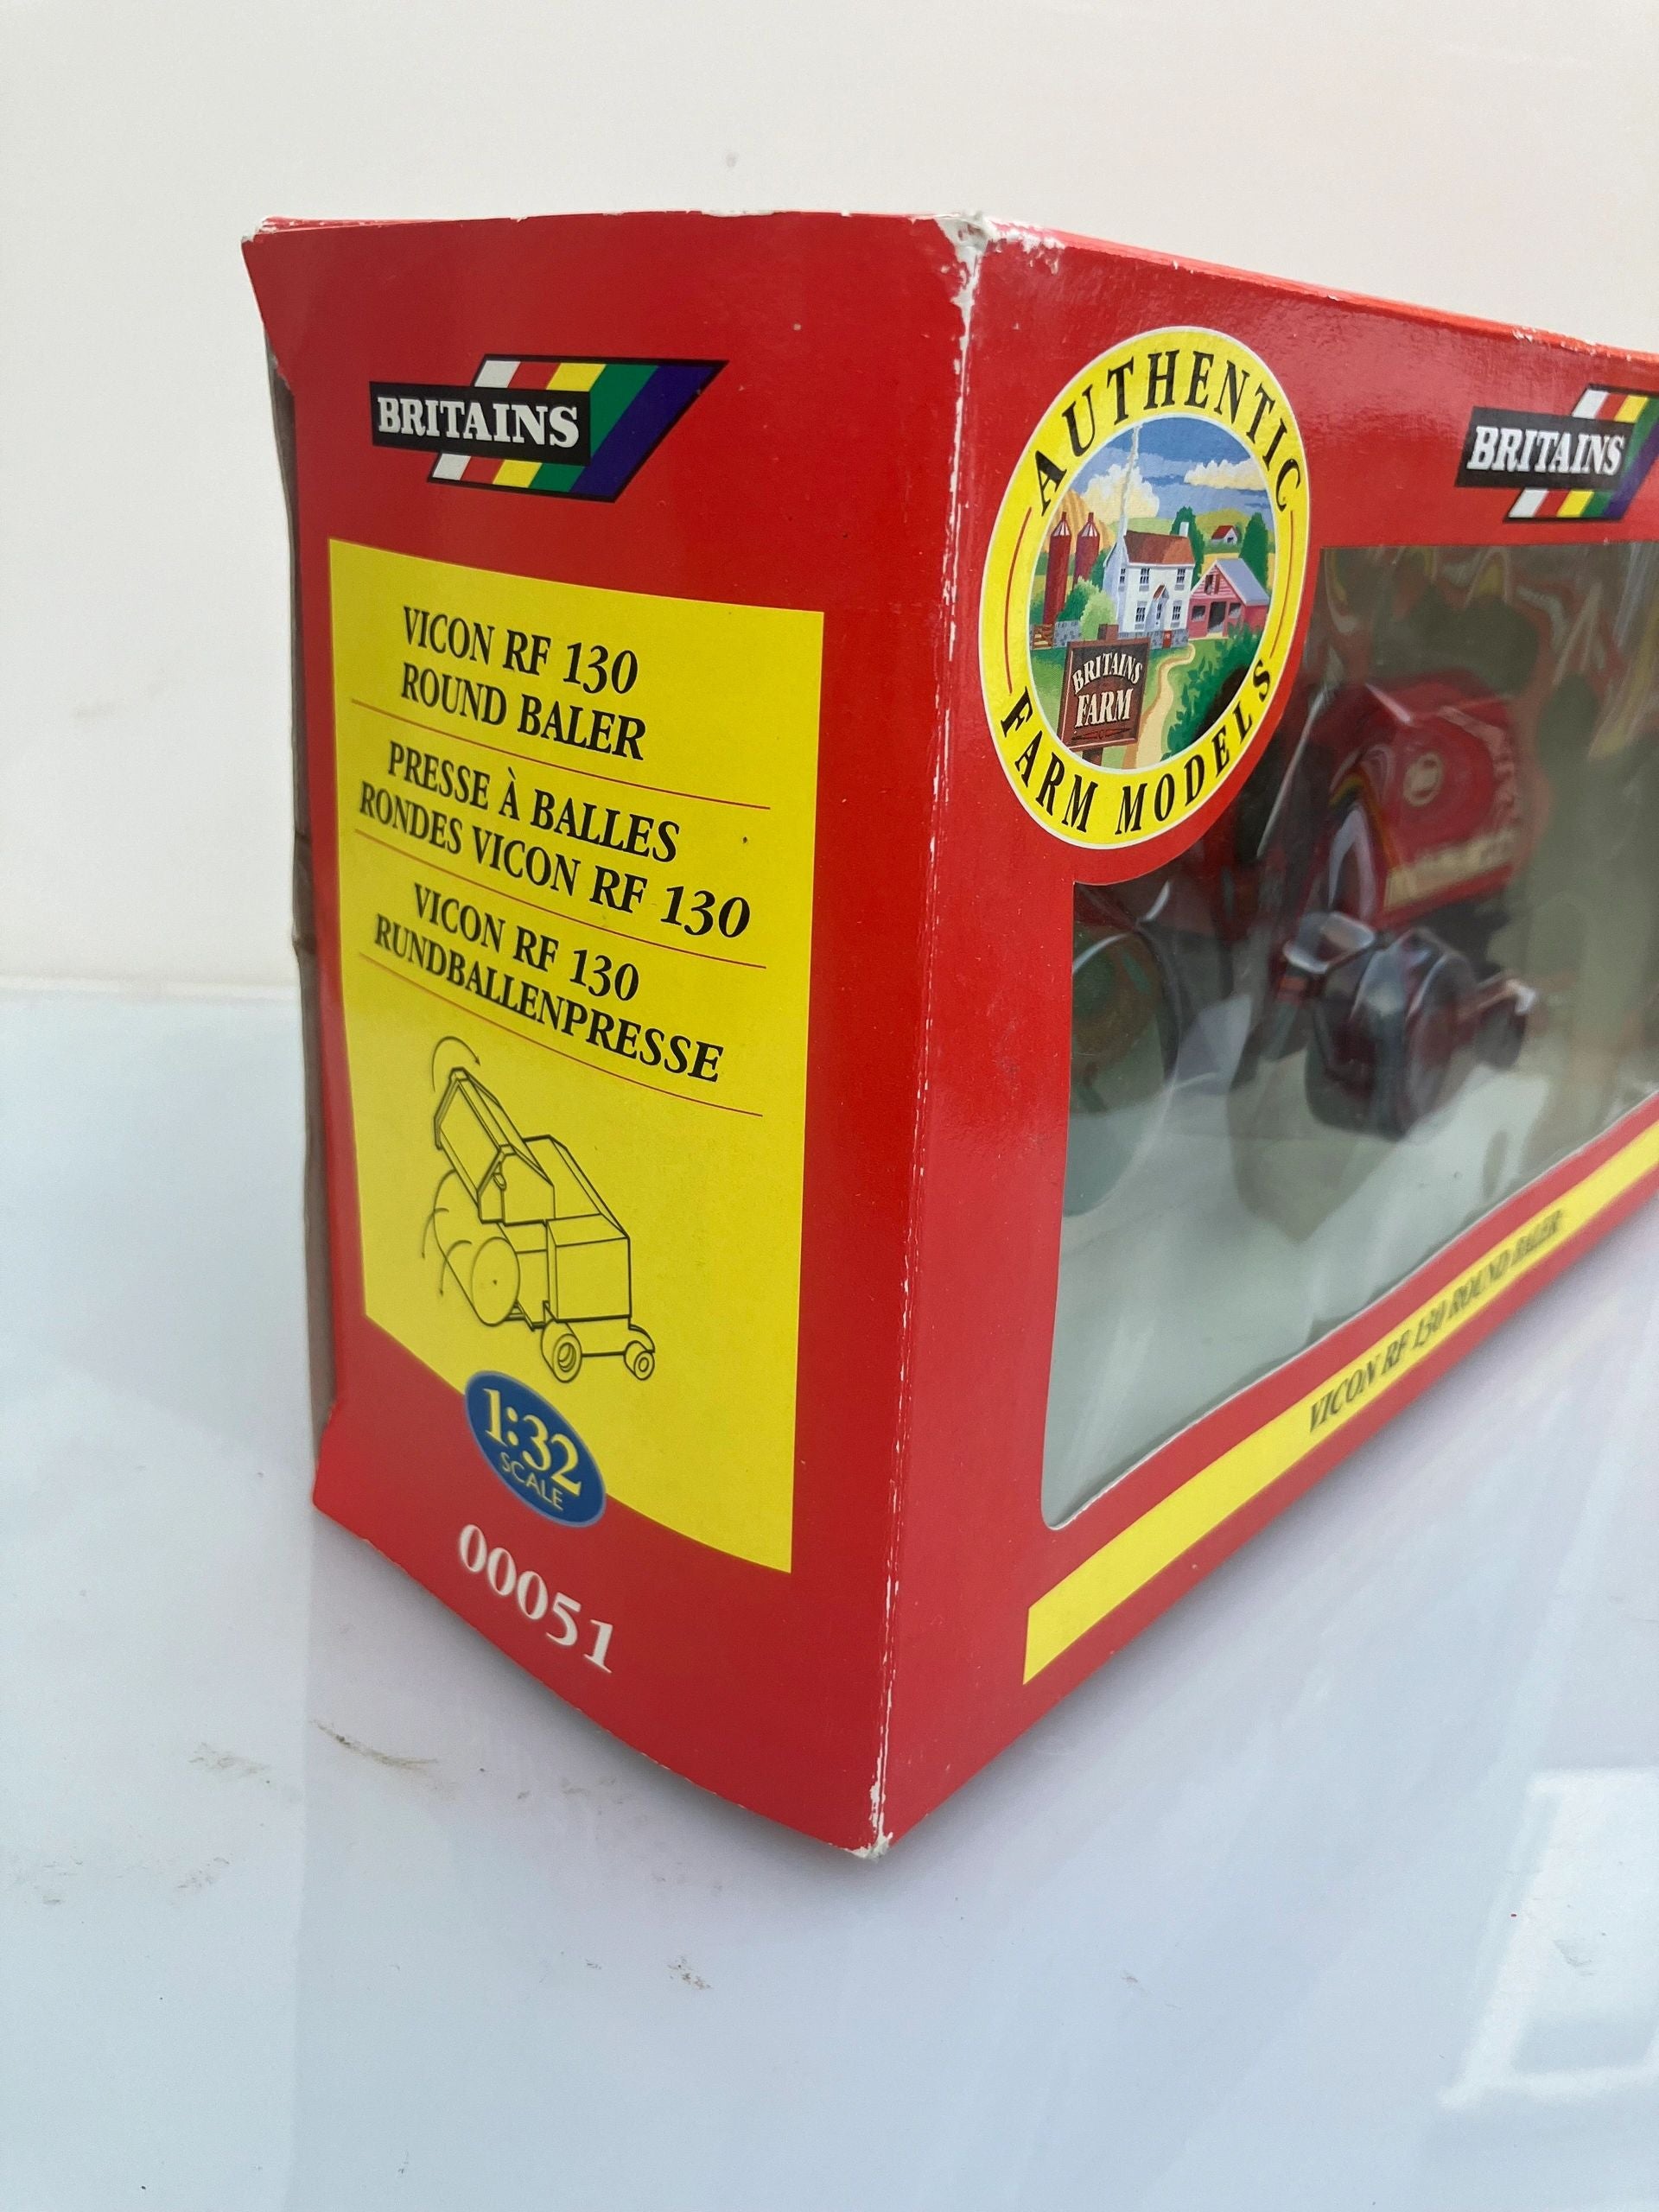 BRITAINS
VICON RF 130
ROUND BALER
PRESSE À BALLES
RONDES VICON RF 130
VICON RF 130
RUNDBALLENPRESSE
1:32
SCALE
00051
AUTHENTIC
FARM MODELS
BRITAINS
FARM
BRITAINS
VICON RF 130 ROUND BALER